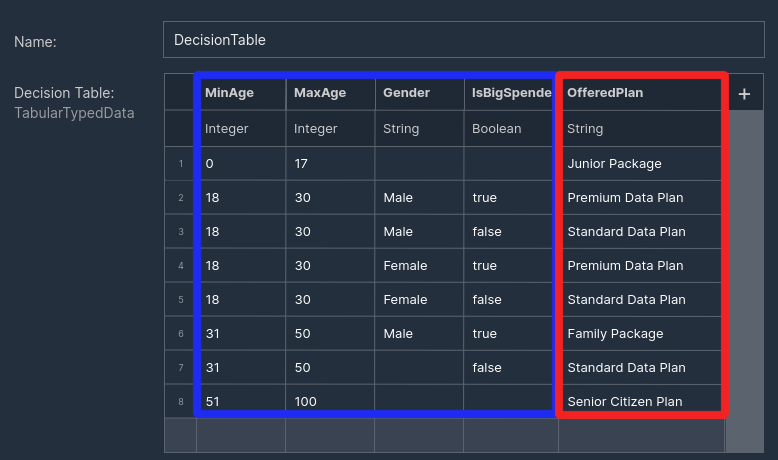 Name:
DecisionTable
Decision Table:
TabularTypedData
MinAge MaxAge Gender IsBigSpende OfferedPlan +
Integer Integer String Boolean String
1 0 17 Junior Package
2 18 30 Male true Premium Data Plan
3 18 30 Male false Standard Data Plan
4 18 30 Female true Premium Data Plan
5 18 30 Female false Standard Data Plan
6 31 50 Male true Family Package
7 31 50 false Standard Data Plan
8 51 100 Senior Citizen Plan